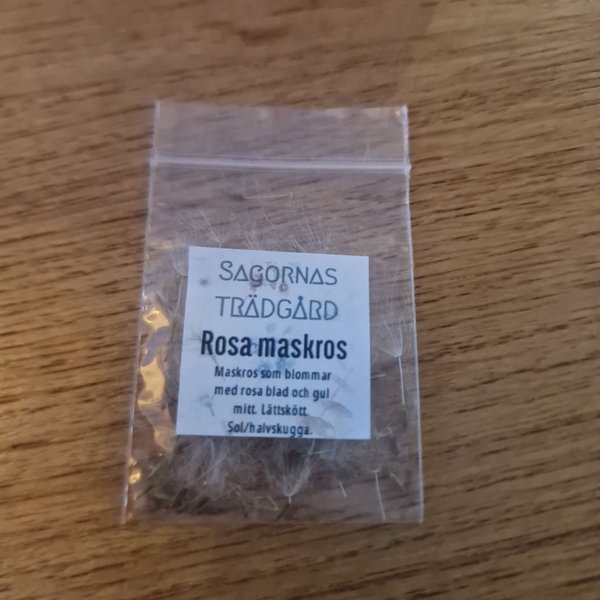 SAGORNAS
TRÄDGÅRD
Rosa maskros
Maskros som blommar
med rosa blad och gul
mitt. Lättskött.
Sol/halvskugga.